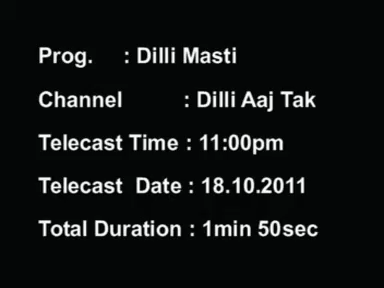 Prog. : Dilli Masti
Channel : Dilli Aaj Tak
Telecast Time : 11:00pm
Telecast Date : 18.10.2011
Total Duration : 1min 50sec